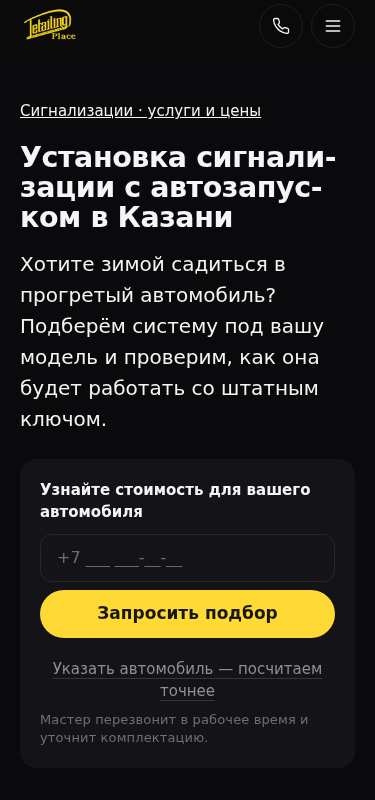 Detailing
Place
Сигнализации · услуги и цены
Установка сигнали-
зации с автозапус-
ком в Казани
Хотите зимой садиться в
прогретый автомобиль?
Подберём систему под вашу
модель и проверим, как она
будет работать со штатным
ключом.
Узнайте стоимость для вашего
автомобиля
+7 ___ ___-__-__
Запросить подбор
Указать автомобиль — посчитаем
точнее
Мастер перезвонит в рабочее время и
уточнит комплектацию.